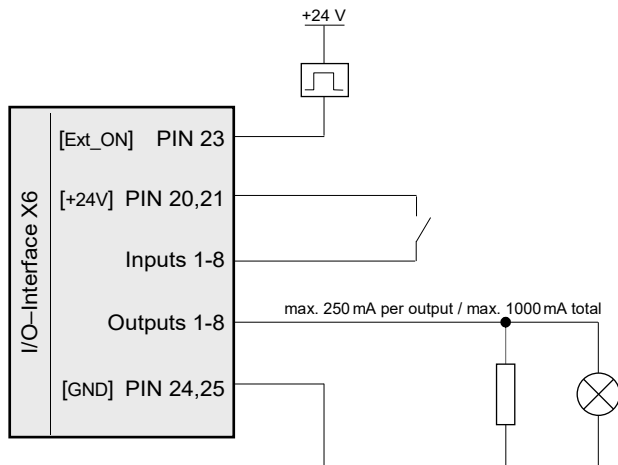 +24 V
[Ext_ON] PIN 23
[+24V] PIN 20,21
Inputs 1-8
Outputs 1-8
max. 250 mA per output / max. 1000 mA total
[GND] PIN 24,25
I/O–Interface X6